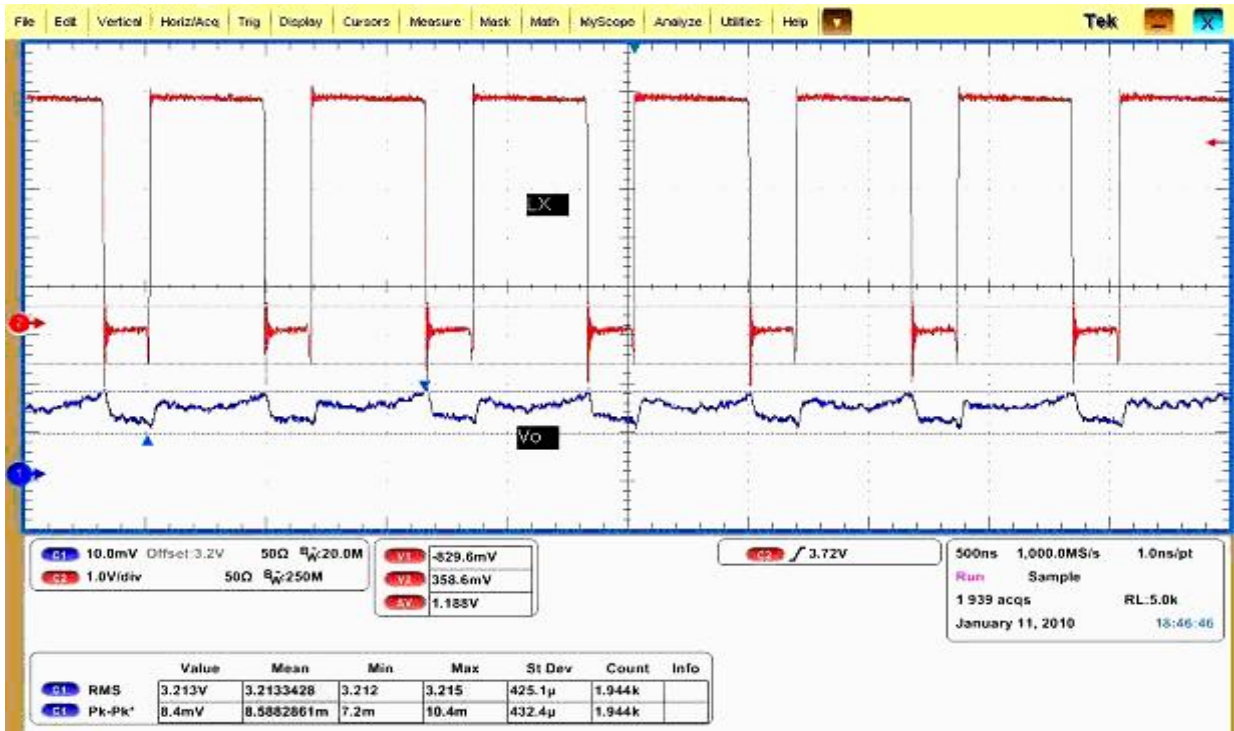 File Edit Vertical Horiz/Acq Trig Display Cursors Measure Mask Math MyScope Analyze Utilities Help Tek X
LX
2
Vo
1
C1 10.0mV Offset:3.2V 50Ω BW:20.0M
C2 1.0V/div 50Ω BW:250M
V1 -829.6mV
V2 358.6mV
ΔV 1.188V
C2 / 3.72V
500ns 1,000.0MS/s 1.0ns/pt
Run Sample
1 939 acqs RL:5.0k
January 11, 2010 18:46:46
Value Mean Min Max St Dev Count Info
C1 RMS 3.213V 3.2133428 3.212 3.215 425.1µ 1.944k
C1 Pk-Pk* 8.4mV 8.5882861m 7.2m 10.4m 432.4µ 1.944k